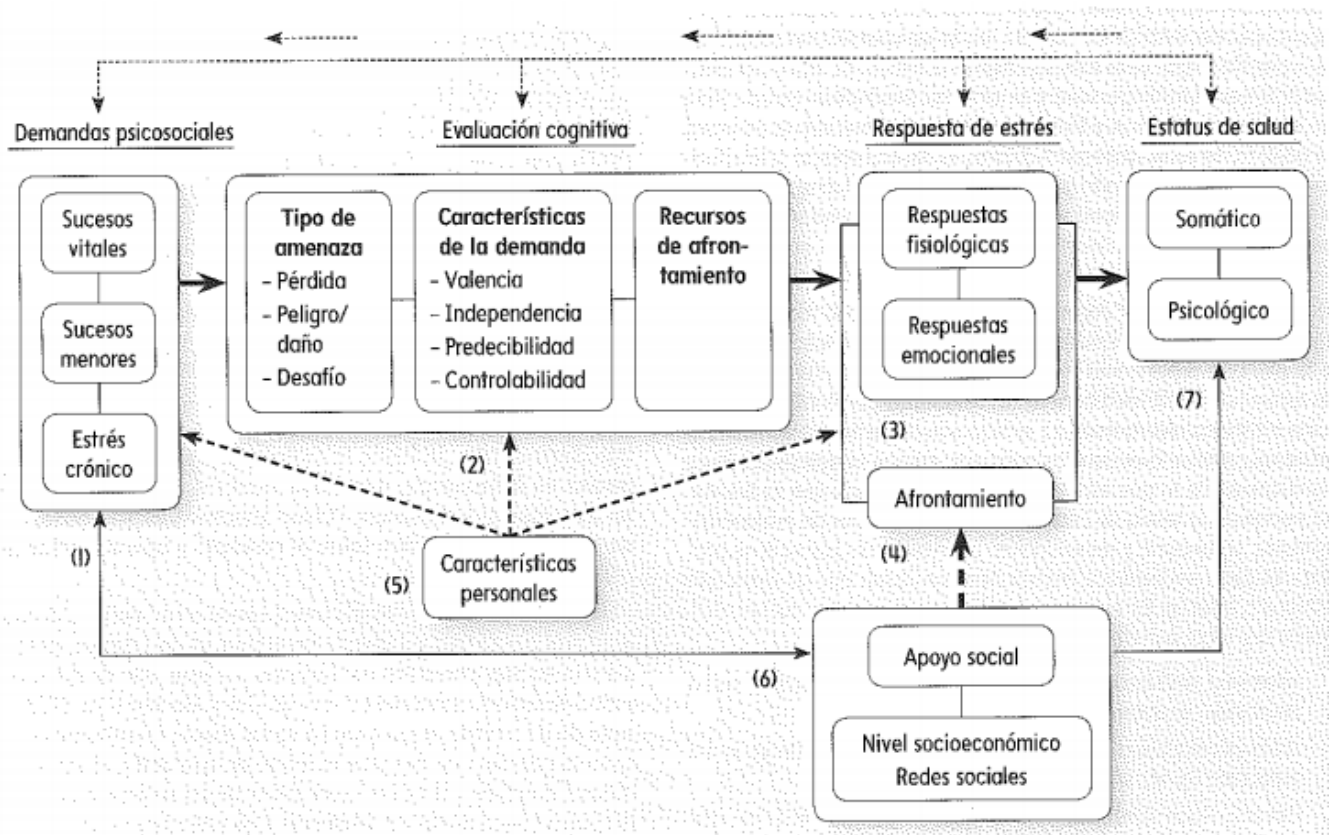 Demandas psicosociales
Evaluación cognitiva
Respuesta de estrés
Estatus de salud
Sucesos
vitales
Sucesos
menores
Estrés
crónico
(1)
Tipo de
amenaza
– Pérdida
– Peligro/
daño
– Desafío
Características
de la demanda
– Valencia
– Independencia
– Predecibilidad
– Controlabilidad
Recursos
de afron-
tamiento
(2)
Respuestas
fisiológicas
Respuestas
emocionales
(3)
Afrontamiento
(4)
Somático
Psicológico
(7)
(5)
Características
personales
(6)
Apoyo social
Nivel socioeconómico
Redes sociales